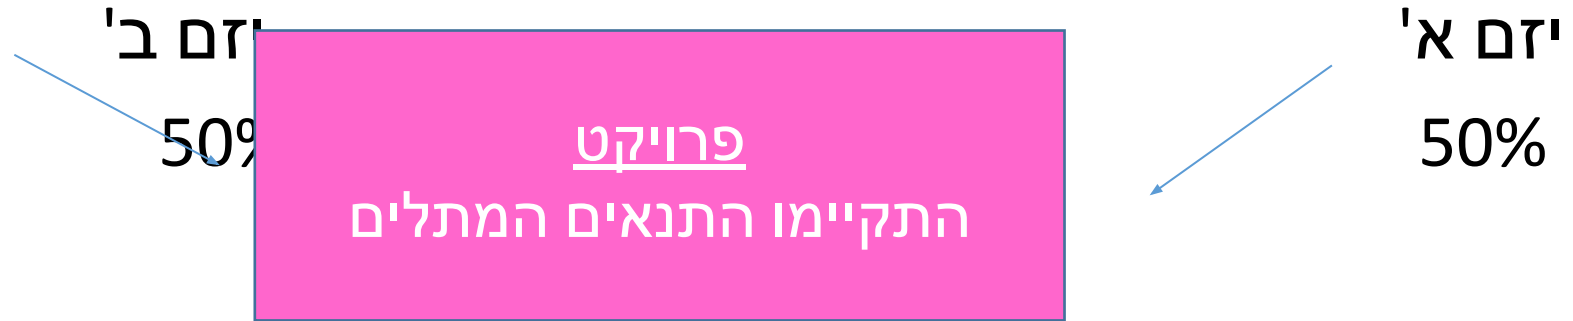 יזם א'
50%
יזם ב'
50%
פרויקט
התקיימו התנאים המתלים